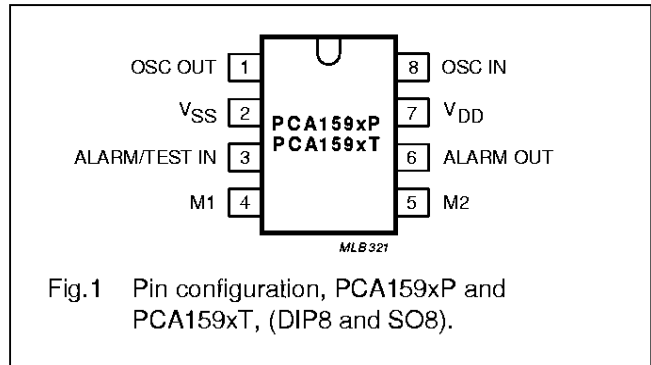 OSC OUT 1 8 OSC IN
VSS 2 7 VDD
PCA159xP
PCA159xT
ALARM/TEST IN 3 6 ALARM OUT
M1 4 5 M2
MLB321
Fig.1 Pin configuration, PCA159xP and
PCA159xT, (DIP8 and SO8).